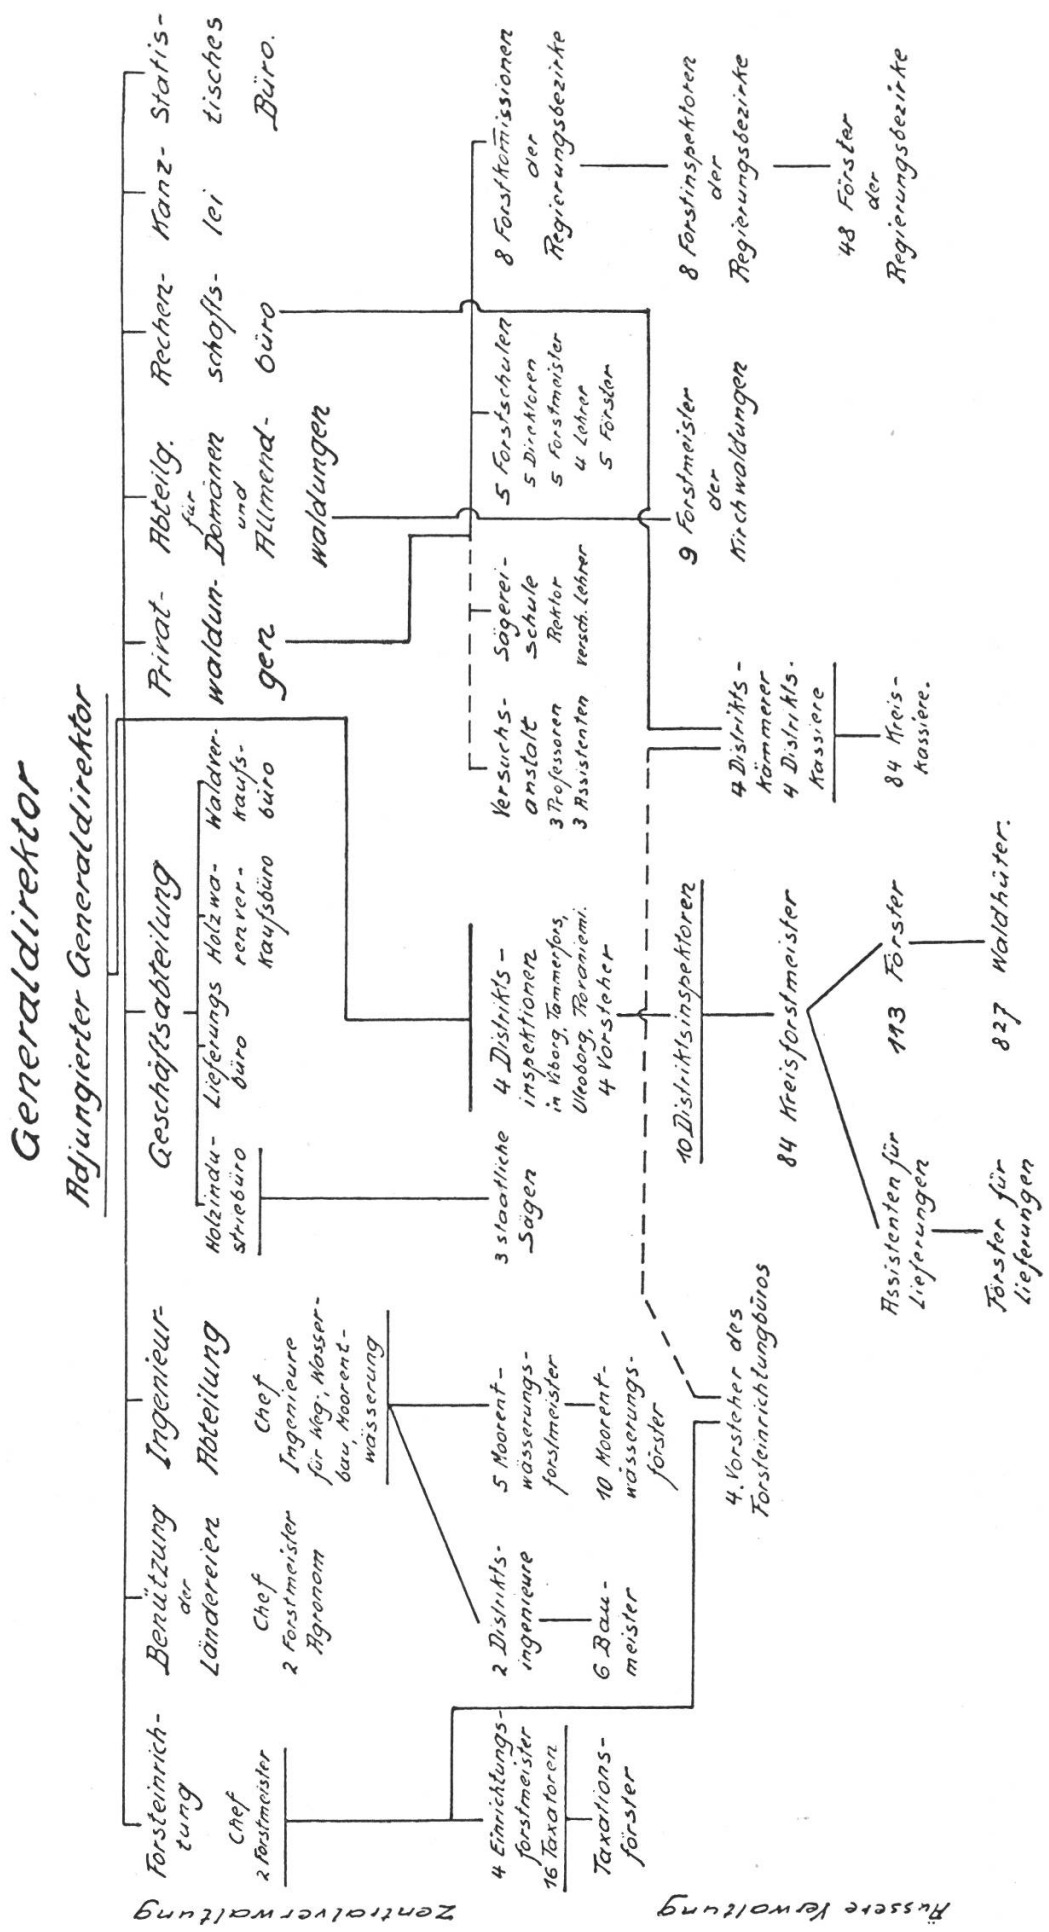 Generaldirektor
Adjungierter Generaldirektor
Zentralverwaltung
Forsteinrich-
tung
Chef
2 Forstmeister
Benützung
der
Ländereien
Chef
2 Forstmeister
Agronom
Ingenieur-
Abteilung
Chef
Ingenieure
für Weg-, Wasser-
bau, Moorent-
wässerung
Geschäftsabteilung
Holzindu-
striebüro
Lieferungs
büro
Holzwa-
renver-
kaufsbüro
Waldver-
kaufs-
büro
Privat-
waldun-
gen
Abteilg.
für
Domänen
und
Allmend-
waldungen
Rechen-
schafts-
büro
Kanz-
lei
Statis-
tisches
Büro.
Äussere Verwaltung
4 Einrichtungs-
forstmeister
16 Taxatoren
Taxations-
förster
2 Distrikts-
ingenieure
6 Bau-
meister
5 Moorent-
wässerungs-
forstmeister
10 Moorent-
wässerungs-
förster
3 staatliche
Sägen
4 Distrikts-
inspektionen
in Viborg, Tammerfors,
Uleoborg, Rovaniemi.
4 Vorsteher
Versuchs-
anstalt
3 Professoren
3 Assistenten
Sägerei-
schule
Rektor
versch. Lehrer
5 Forstschulen
5 Direktoren
5 Forstmeister
4 Lehrer
5 Förster
8 Forstkomissionen
der
Regierungsbezirke
4. Vorsteher des
Forsteinrichtungbüros
10 Distriktsinspektoren
84 Kreisforstmeister
4 Distrikts-
kämmerer
4 Distrikts.
Kassiere
84 Kreis-
kassiere.
9 Forstmeister
der
Kirchwaldungen
8 Forstinspektoren
der
Regierungsbezirke
48 Förster
der
Regierungsbezirke
Assistenten für
Lieferungen
Förster für
Lieferungen
113 Förster
827 Waldhüter.